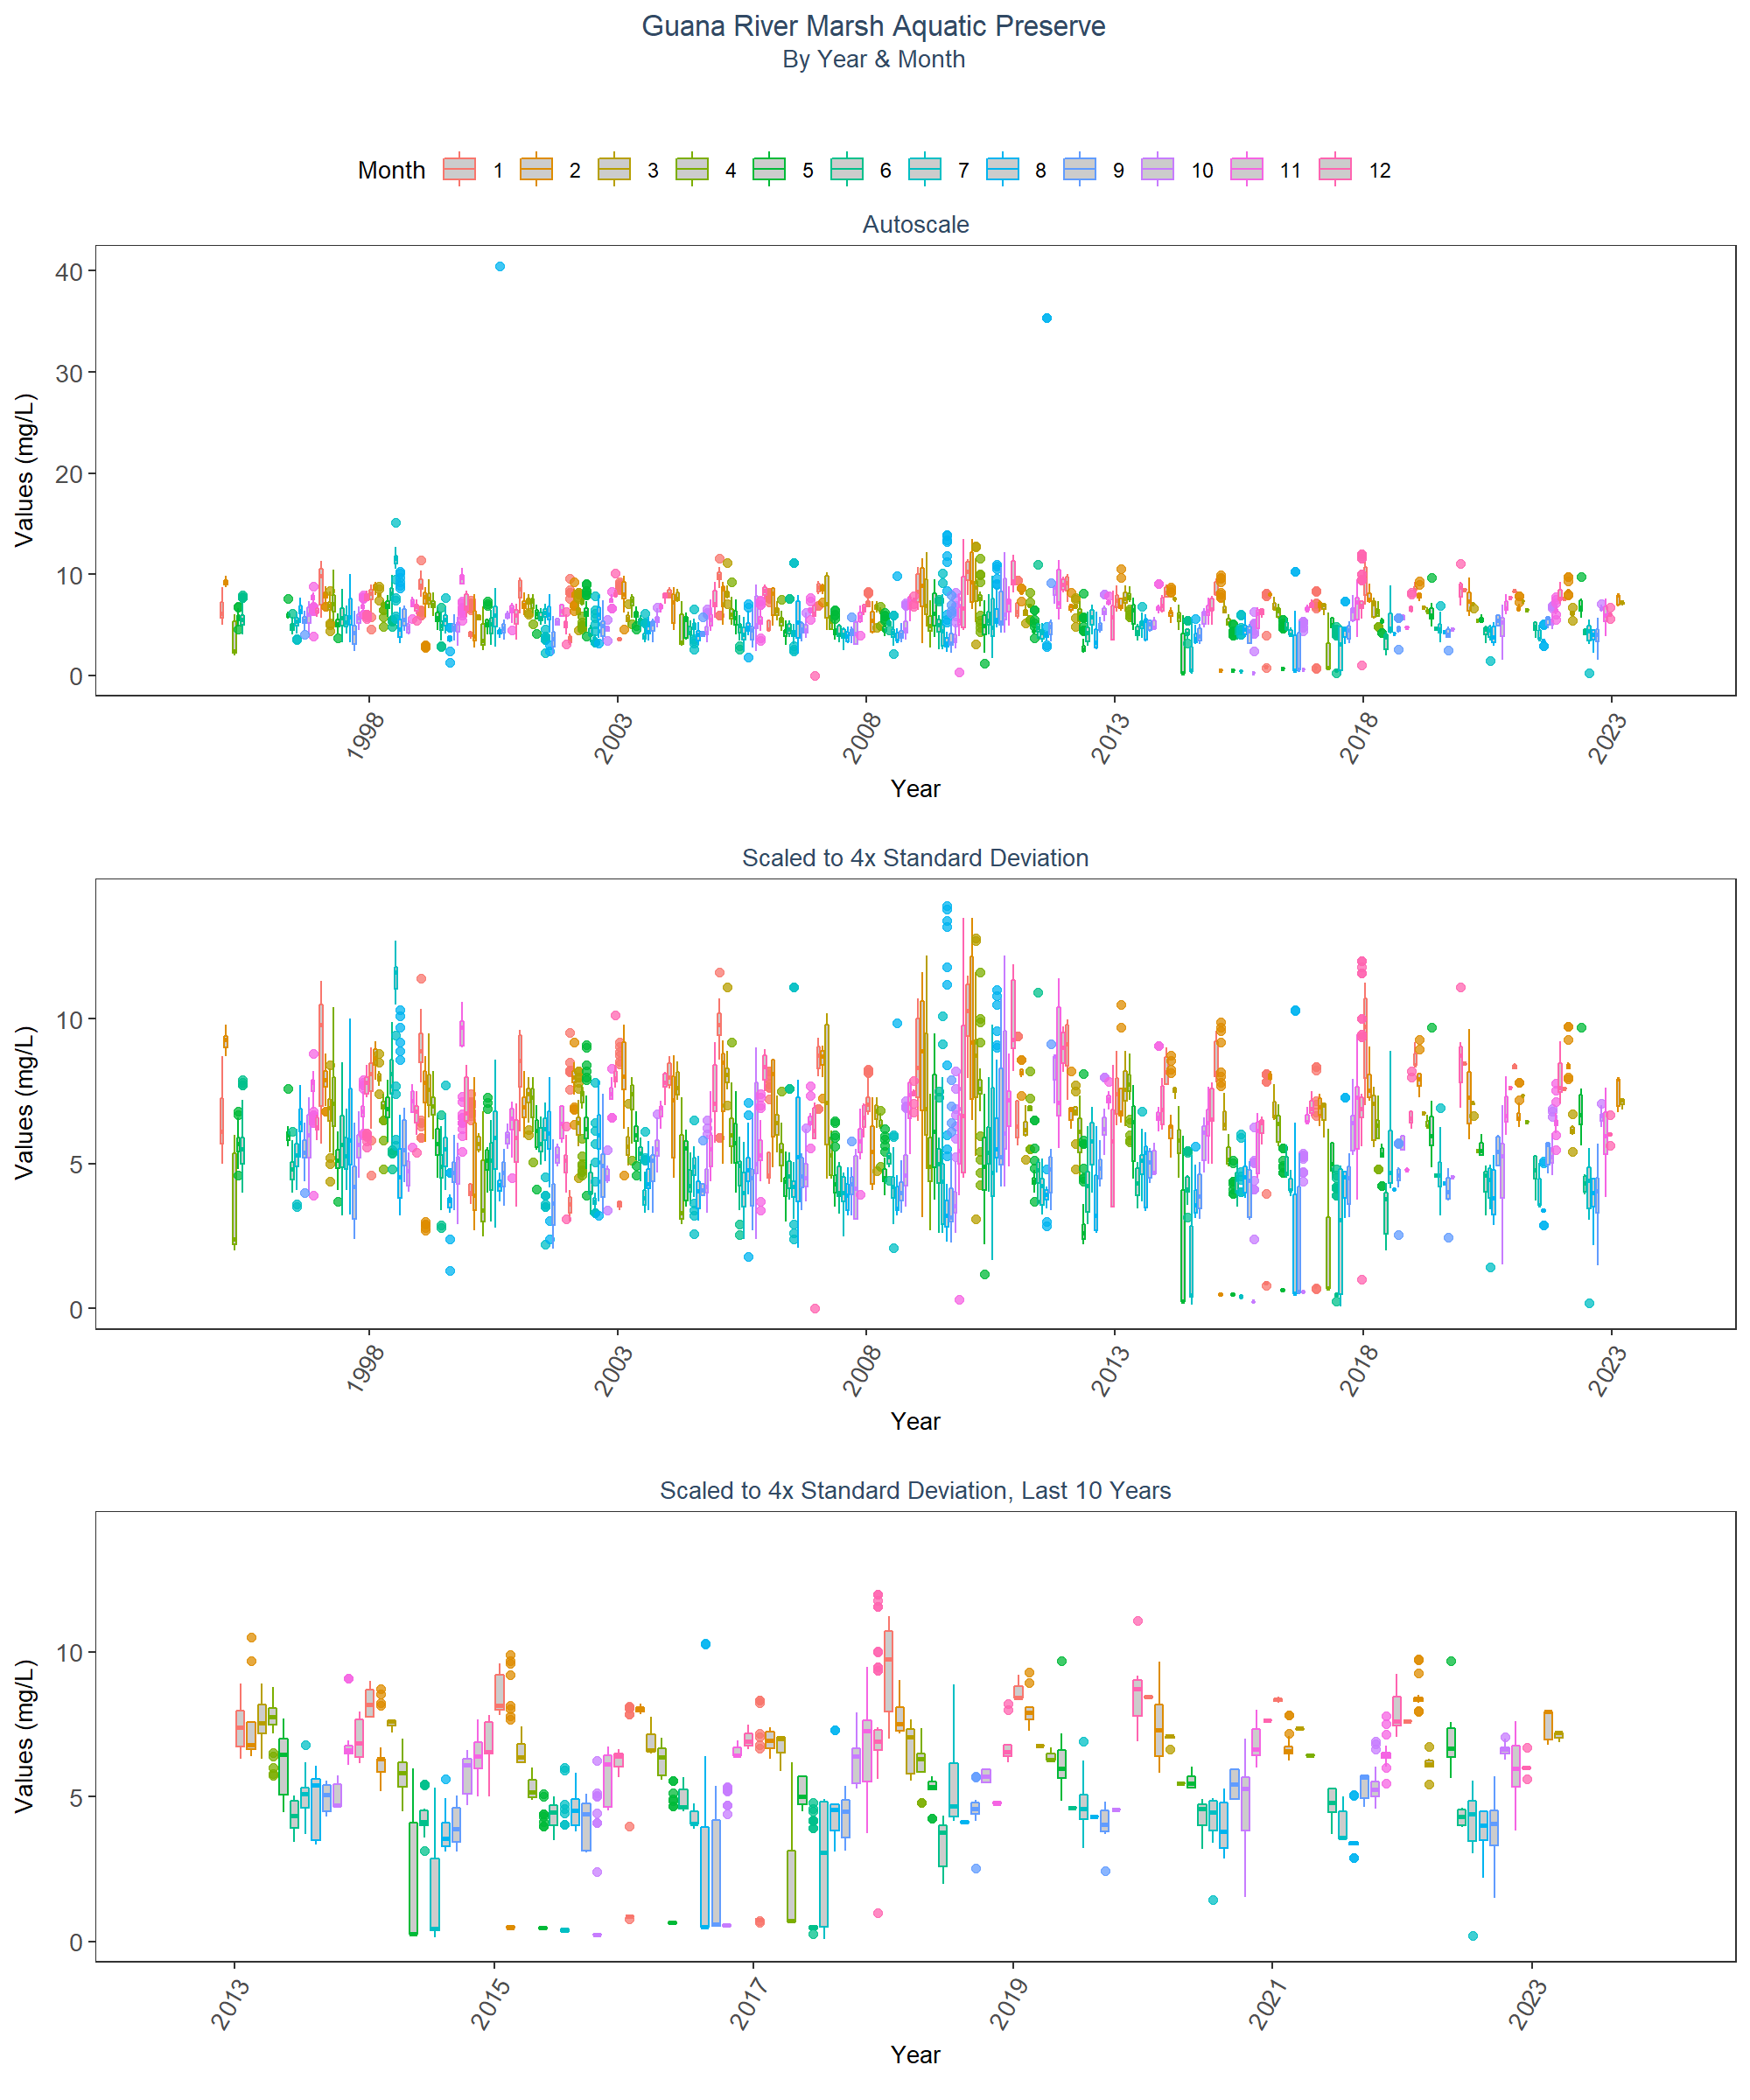 Guana River Marsh Aquatic Preserve
By Year & Month
Month 1 2 3 4 5 6 7 8 9 10 11 12
Autoscale
Values (mg/L)
40
30
20
10
0
1998 2003 2008 2013 2018 2023
Year
Scaled to 4x Standard Deviation
Values (mg/L)
10
5
0
1998 2003 2008 2013 2018 2023
Year
Scaled to 4x Standard Deviation, Last 10 Years
Values (mg/L)
10
5
0
2013 2015 2017 2019 2021 2023
Year